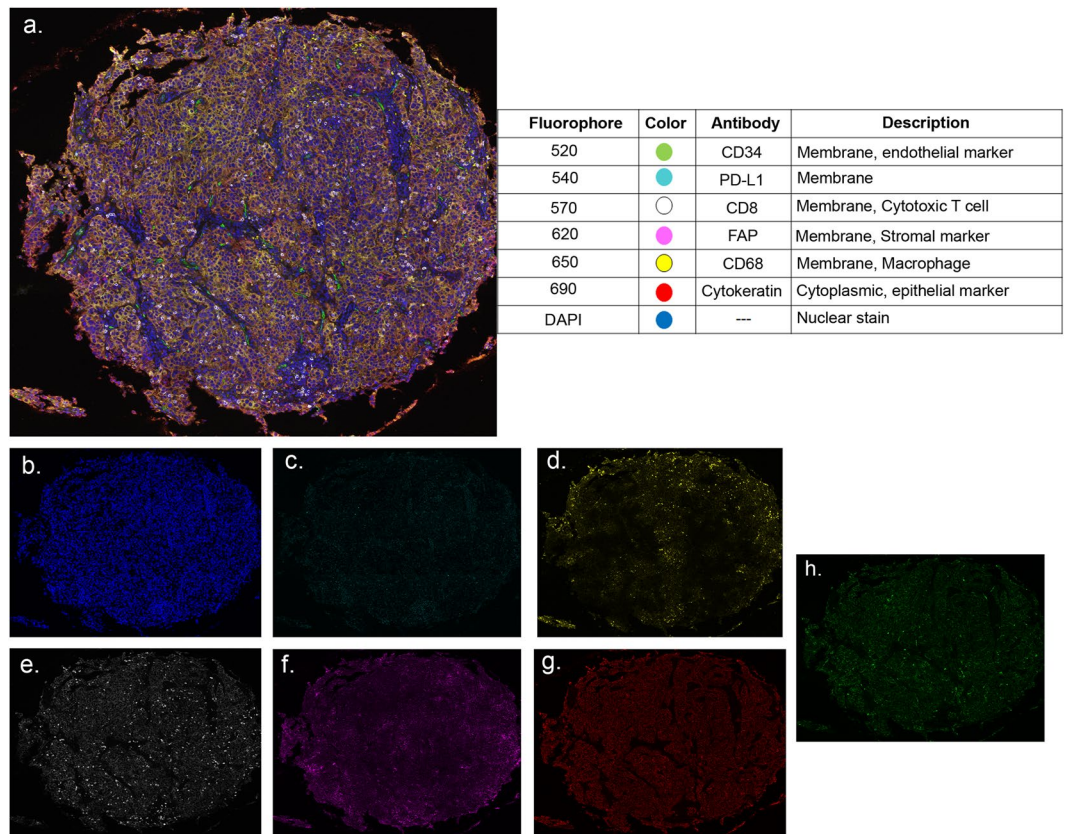 a.
Fluorophore Color Antibody Description
520 CD34 Membrane, endothelial marker
540 PD-L1 Membrane
570 CD8 Membrane, Cytotoxic T cell
620 FAP Membrane, Stromal marker
650 CD68 Membrane, Macrophage
690 Cytokeratin Cytoplasmic, epithelial marker
DAPI --- Nuclear stain
b.
c.
d.
h.
e.
f.
g.